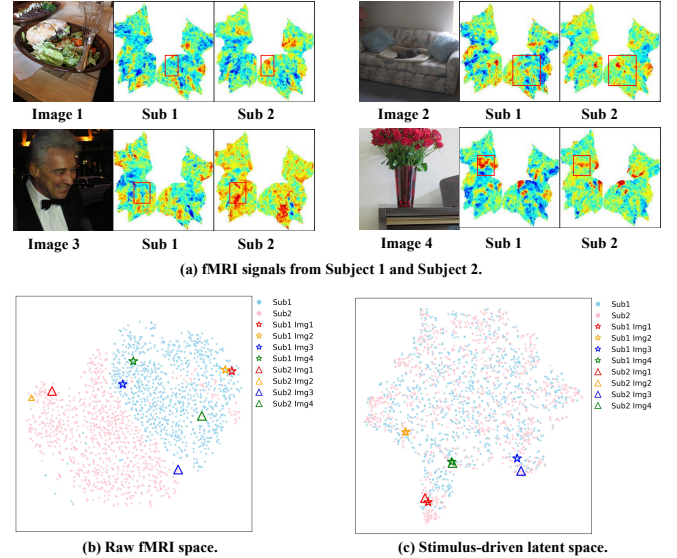 Image 1 Sub 1 Sub 2 Image 2 Sub 1 Sub 2
Image 3 Sub 1 Sub 2 Image 4 Sub 1 Sub 2
(a) fMRI signals from Subject 1 and Subject 2.
Sub1
Sub2
Sub1 Img1
Sub1 Img2
Sub1 Img3
Sub1 Img4
Sub2 Img1
Sub2 Img2
Sub2 Img3
Sub2 Img4
Sub1
Sub2
Sub1 Img1
Sub1 Img2
Sub1 Img3
Sub1 Img4
Sub2 Img1
Sub2 Img2
Sub2 Img3
Sub2 Img4
(b) Raw fMRI space.
(c) Stimulus-driven latent space.